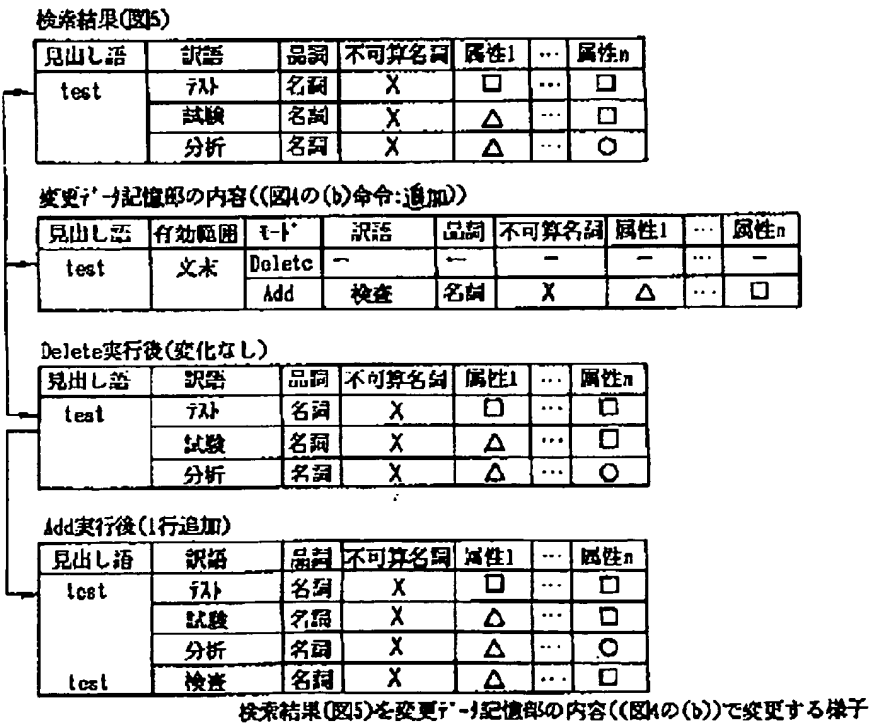 検索結果(図5)
見出し語 訳語 品詞 不可算名詞 属性1 … 属性n
test テスト 名詞 X □ … □
試験 名詞 X △ … □
分析 名詞 X △ … ○
変更データ記憶部の内容((図4の(b)命令:追加))
見出し語 有効範囲 モード 訳語 品詞 不可算名詞 属性1 … 属性n
test 文末 Delete − − − − … −
Add 検査 名詞 X △ … □
Delete実行後(変化なし)
見出し語 訳語 品詞 不可算名詞 属性1 … 属性n
test テスト 名詞 X □ … □
試験 名詞 X △ … □
分析 名詞 X △ … ○
Add実行後(1行追加)
見出し語 訳語 品詞 不可算名詞 属性1 … 属性n
test テスト 名詞 X □ … □
試験 名詞 X △ … □
分析 名詞 X △ … ○
test 検査 名詞 X △ … □
検索結果(図5)を変更データ記憶部の内容((図4の(b))で変更する様子